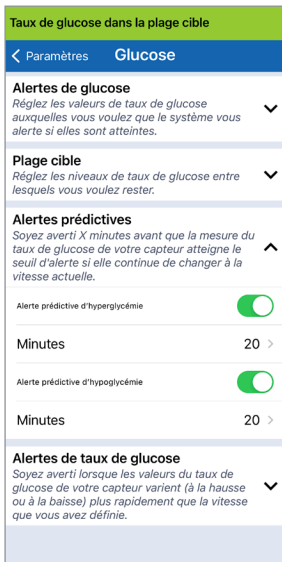 Taux de glucose dans la plage cible
Paramètres Glucose
Alertes de glucose
Réglez les valeurs de taux de glucose
auxquelles vous voulez que le système vous
alerte si elles sont atteintes.
Plage cible
Réglez les niveaux de taux de glucose entre
lesquels vous voulez rester.
Alertes prédictives
Soyez averti X minutes avant que la mesure du
taux de glucose de votre capteur atteigne le
seuil d'alerte si elle continue de changer à la
vitesse actuelle.
Alerte prédictive d'hyperglycémie
Minutes 20
Alerte prédictive d'hypoglycémie
Minutes 20
Alertes de taux de glucose
Soyez averti lorsque les valeurs du taux de
glucose de votre capteur varient (à la hausse
ou à la baisse) plus rapidement que la vitesse
que vous avez définie.